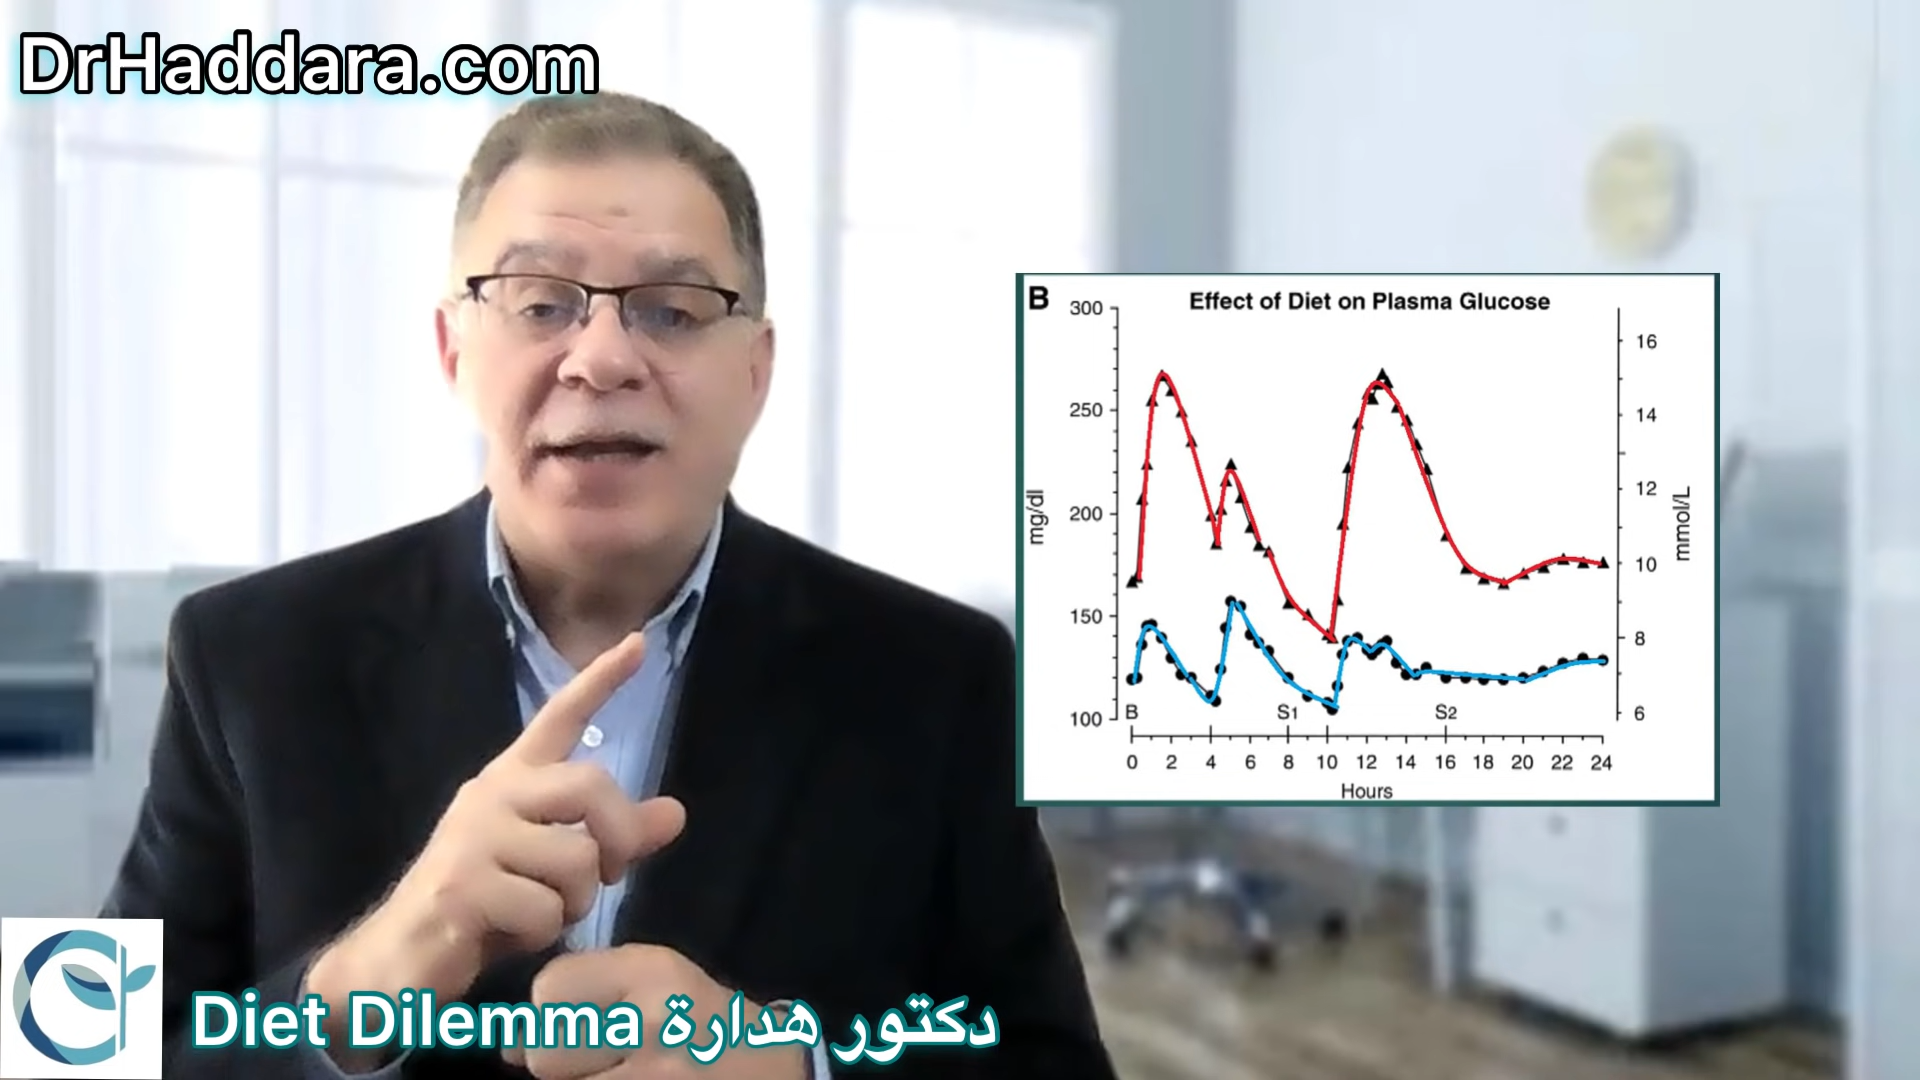 DrHaddara.com
B
Effect of Diet on Plasma Glucose
300
250
200
150
100
mg/dl
16
14
12
10
8
6
mmol/L
B
S1
S2
0 2 4 6 8 10 12 14 16 18 20 22 24
Hours
Diet Dilemma دكتور هدارة